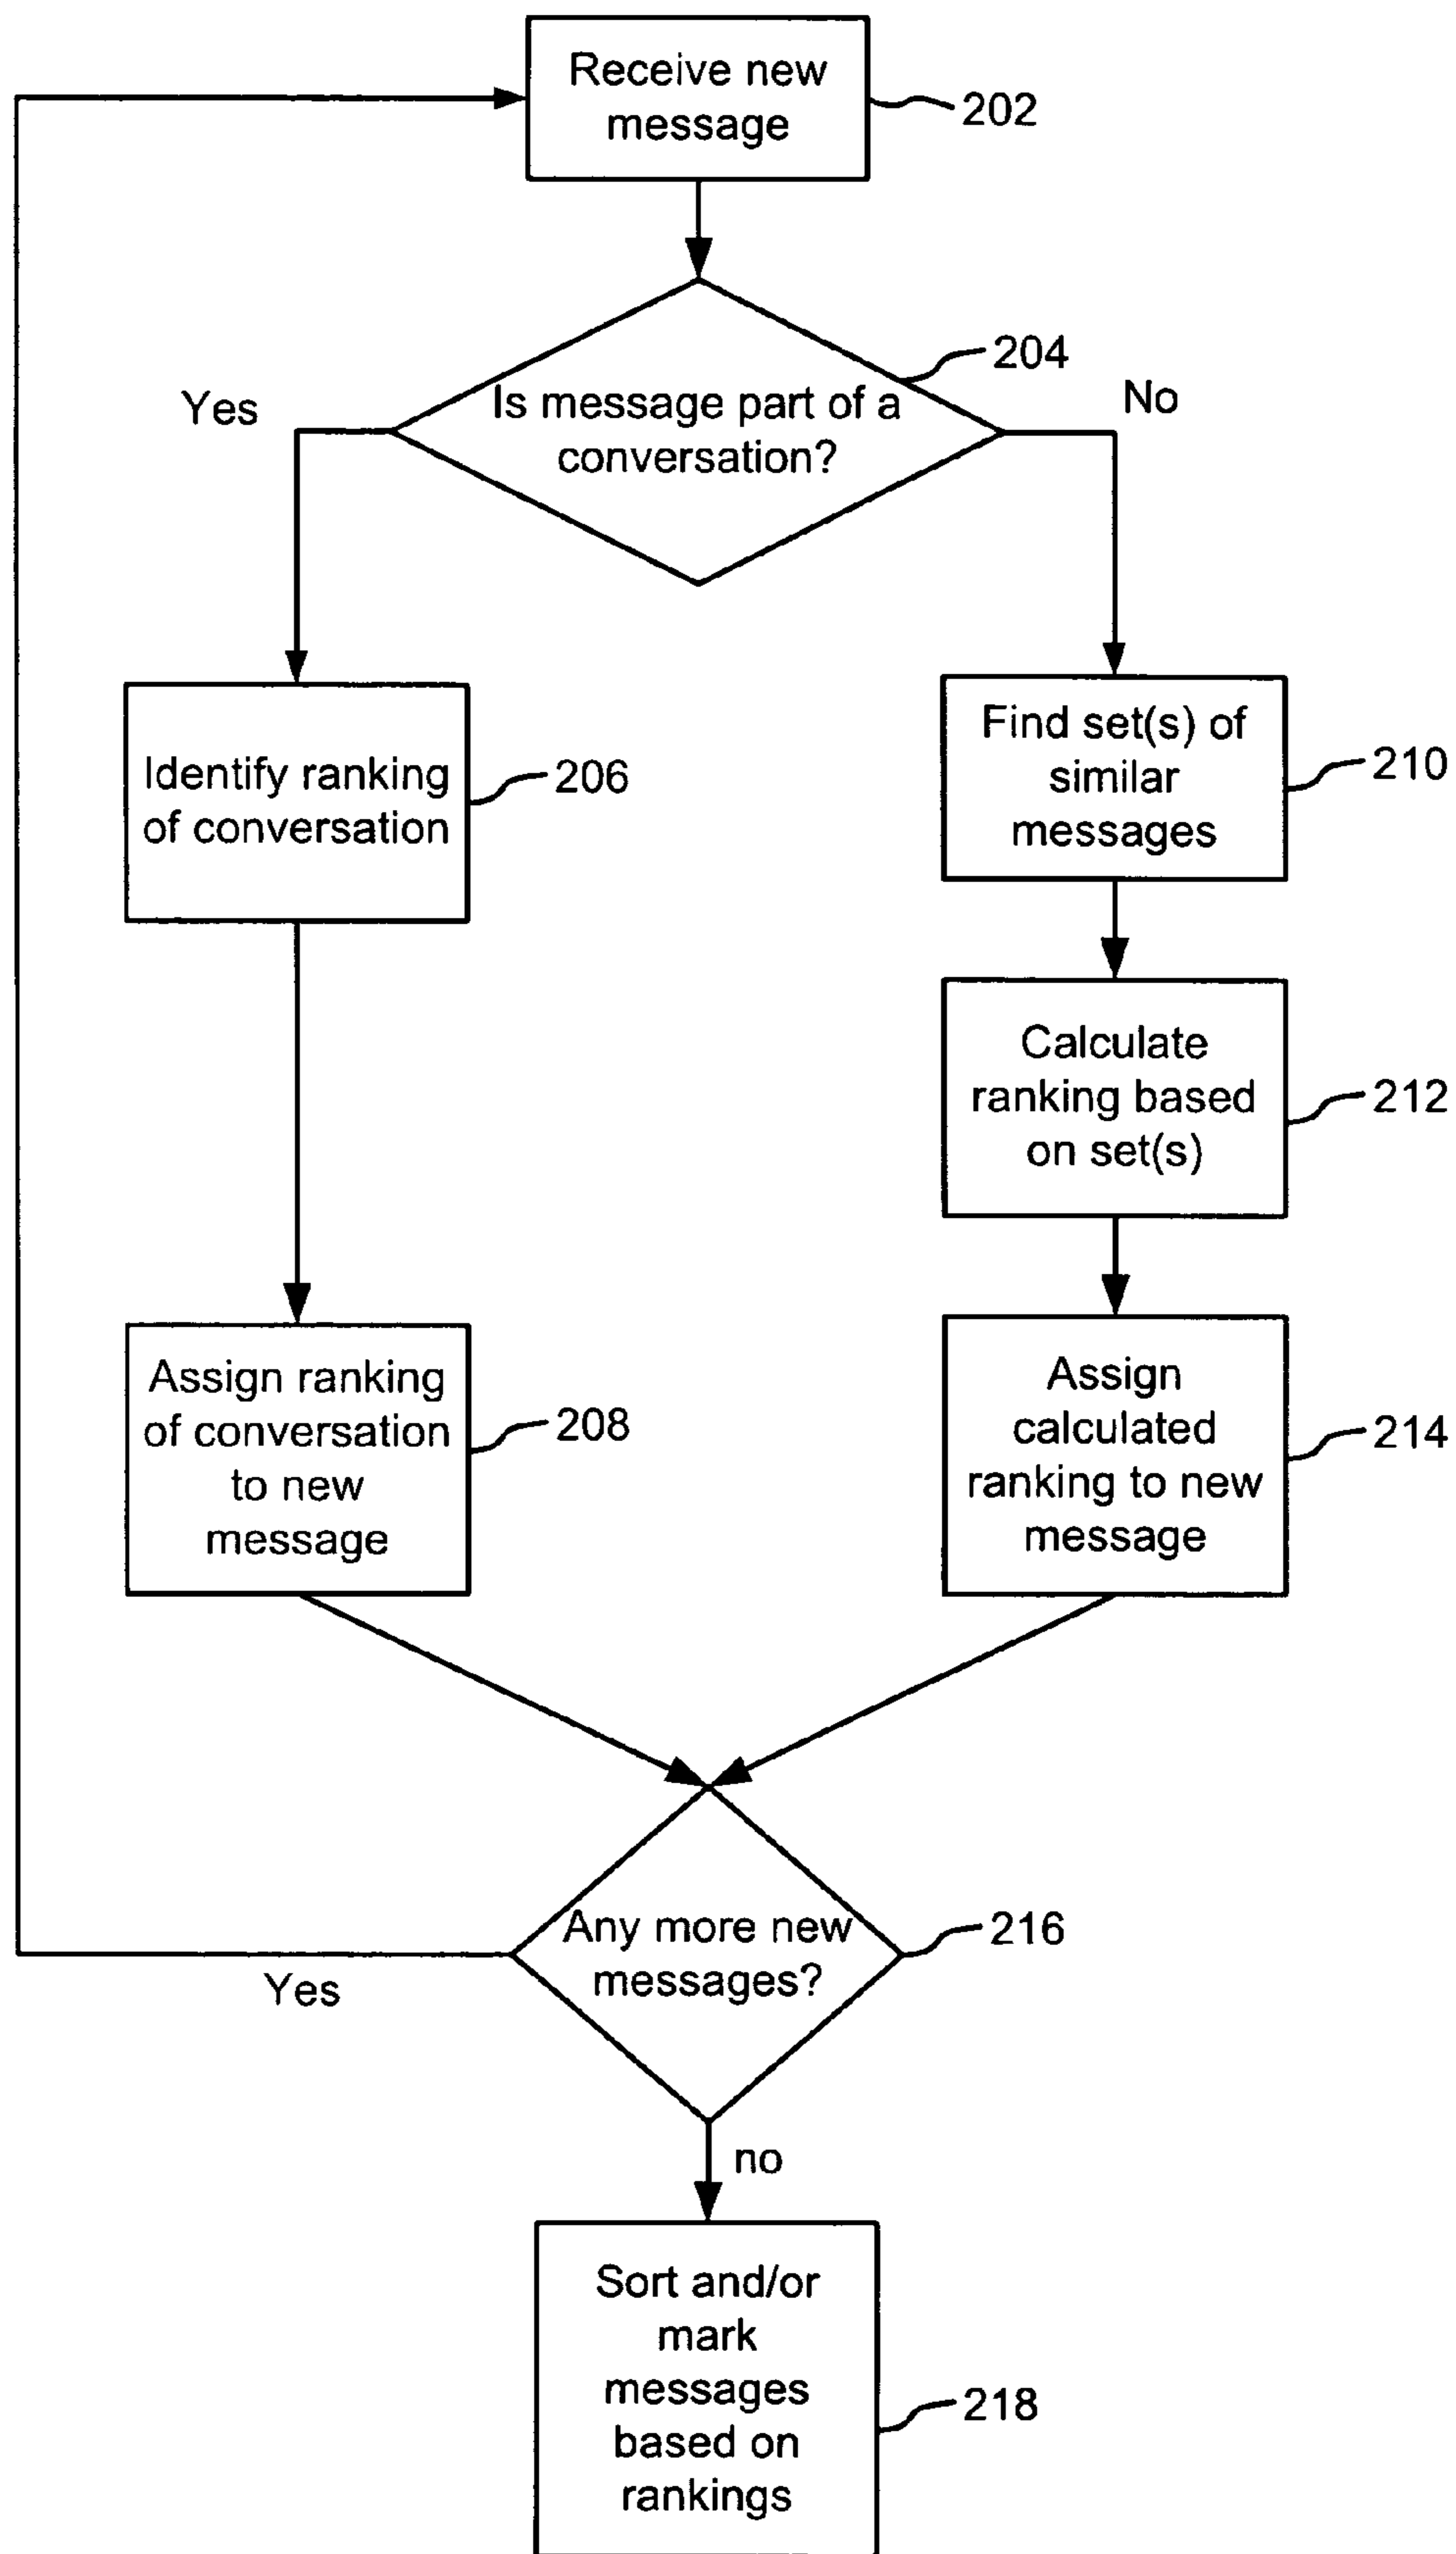 Receive new
message
202
204
Yes
Is message part of a
conversation?
No
Identify ranking
of conversation
206
Find set(s) of
similar
messages
210
Calculate
ranking based
on set(s)
212
Assign ranking
of conversation
to new
message
208
Assign
calculated
ranking to new
message
214
Any more new
messages?
216
Yes
no
Sort and/or
mark
messages
based on
rankings
218